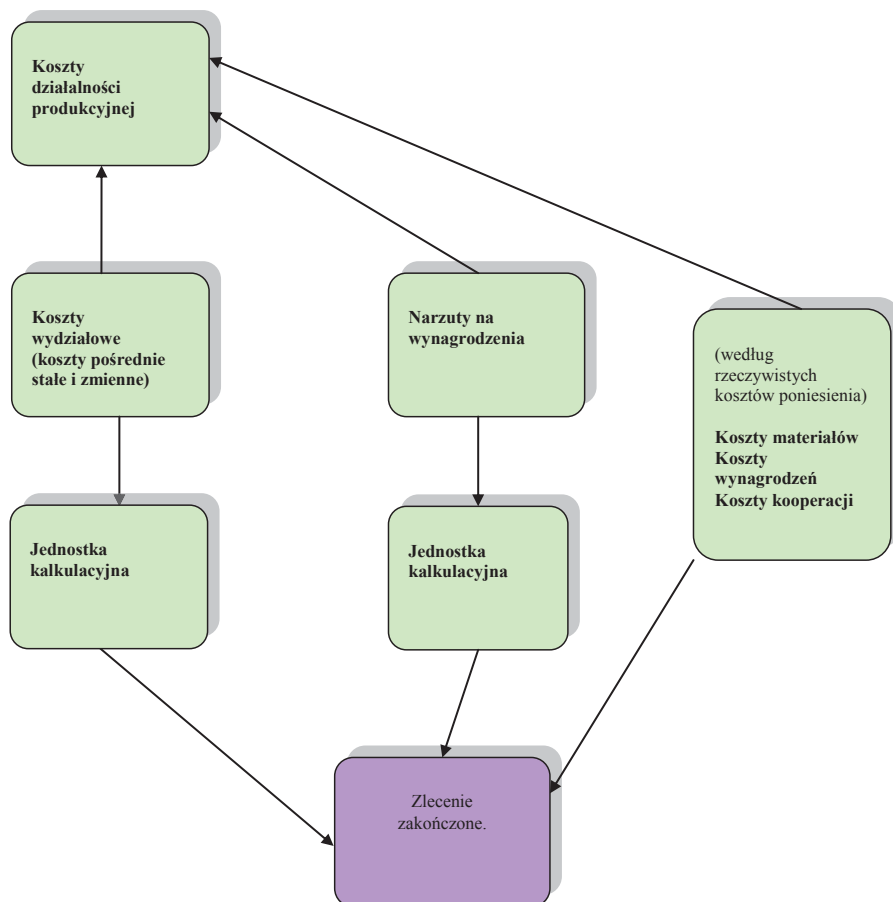 Koszty
działalności
produkcyjnej
Koszty
wydziałowe
(koszty pośrednie
stałe i zmienne)
Narzuty na
wynagrodzenia
(według
rzeczywistych
kosztów poniesienia)
Koszty materiałów
Koszty
wynagrodzeń
Koszty kooperacji
Jednostka
kalkulacyjna
Jednostka
kalkulacyjna
Zlecenie
zakończone.